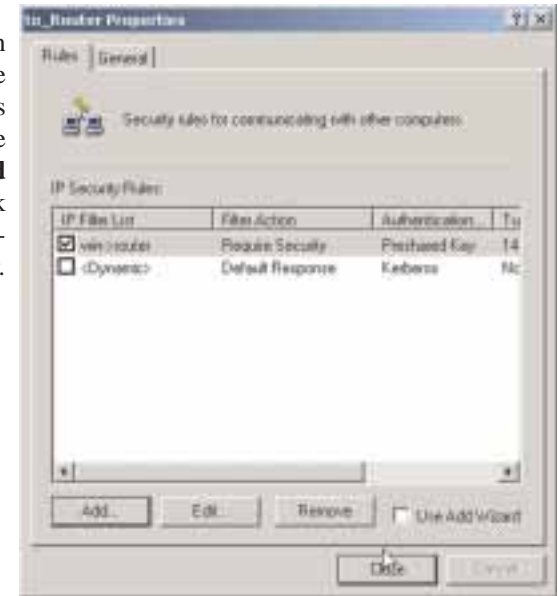 to_Router Properties
Rules General
Security rules for communicating with other computers
IP Security Rules:
IP Filter List Filter Action Authentication... Tu
win>router Require Security Preshared Key 14
<Dynamic> Default Response Kerberos No
Add... Edit... Remove Use Add Wizard
Close Cancel
n
e
s
e
d
k
-
.